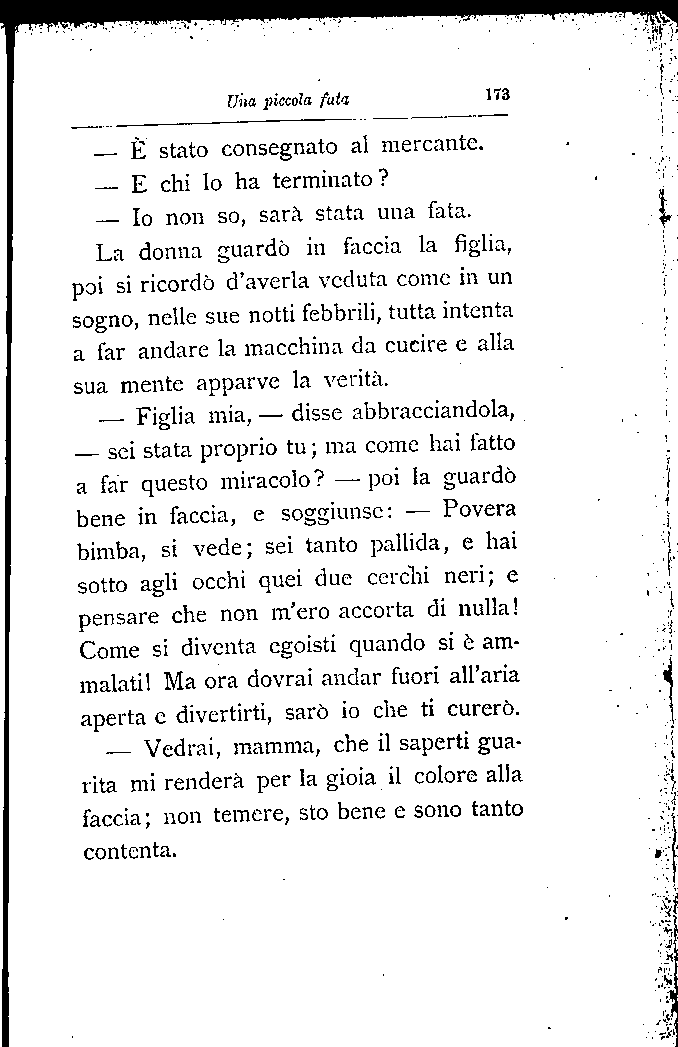 Una piccola fata 173
— È stato consegnato al mercante.
— E chi lo ha terminato?
— Io non so, sarà stata una fata.
La donna guardò in faccia la figlia,
poi si ricordò d'averla veduta come in un
sogno, nelle sue notti febbrili, tutta intenta
a far andare la macchina da cucire e alla
sua mente apparve la verità.
— Figlia mia, — disse abbracciandola,
— sei stata proprio tu; ma come hai fatto
a far questo miracolo? — poi la guardò
bene in faccia, e soggiunse: — Povera
bimba, si vede; sei tanto pallida, e hai
sotto agli occhi quei due cerchi neri; e
pensare che non m'ero accorta di nulla!
Come si diventa egoisti quando si è am-
malati! Ma ora dovrai andar fuori all'aria
aperta e divertirti, sarò io che ti curerò.
— Vedrai, mamma, che il saperti gua-
rita mi renderà per la gioia il colore alla
faccia; non temere, sto bene e sono tanto
contenta.